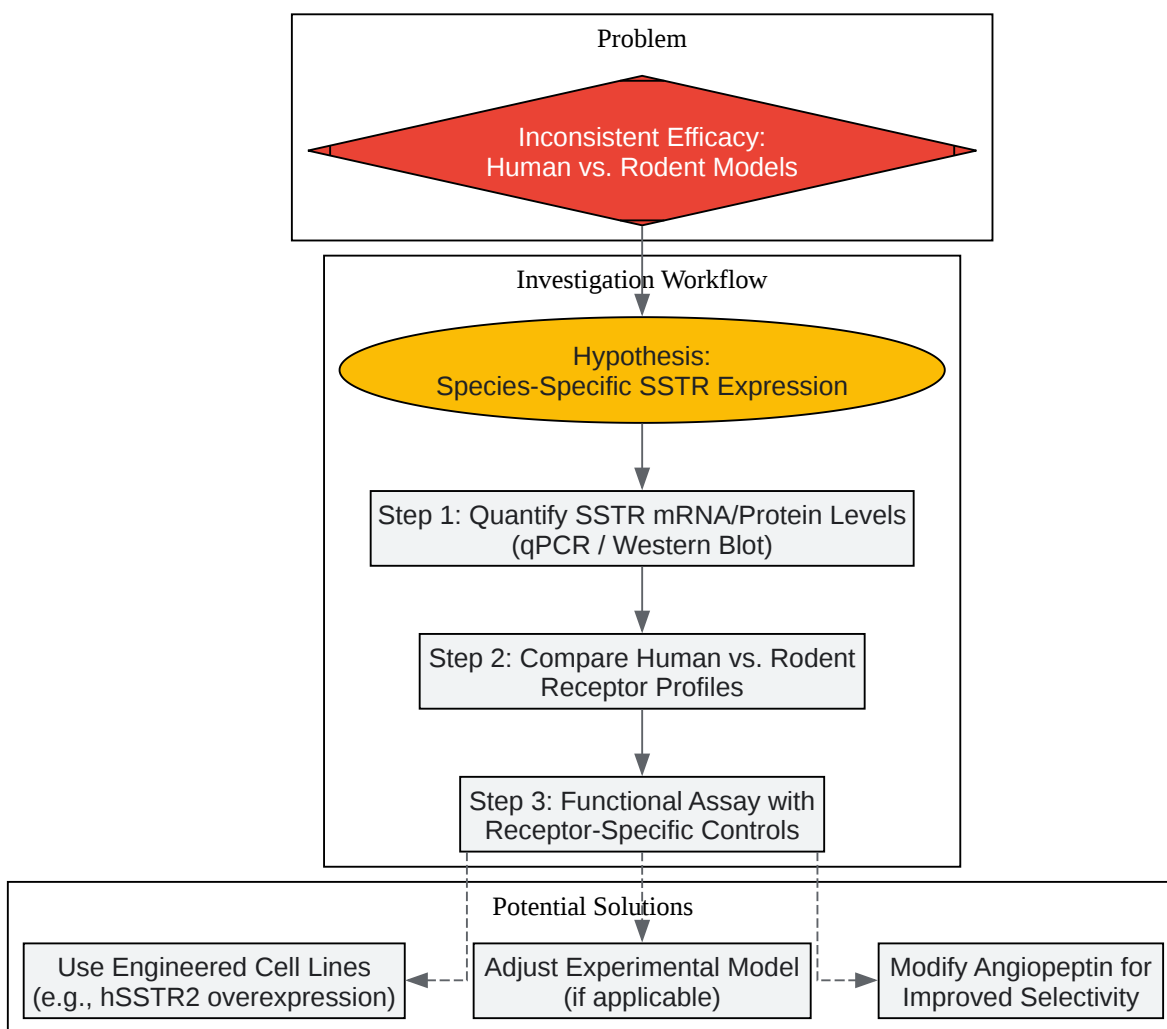 Problem
Inconsistent Efficacy:
Human vs. Rodent Models
Investigation Workflow
Hypothesis:
Species-Specific SSTR Expression
Step 1: Quantify SSTR mRNA/Protein Levels
(qPCR / Western Blot)
Step 2: Compare Human vs. Rodent
Receptor Profiles
Step 3: Functional Assay with
Receptor-Specific Controls
Potential Solutions
Use Engineered Cell Lines
(e.g., hSSTR2 overexpression)
Adjust Experimental Model
(if applicable)
Modify Angiopeptin for
Improved Selectivity